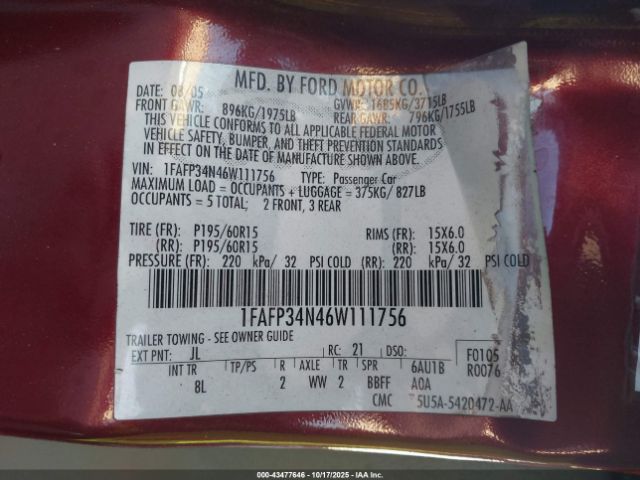 MFD. BY FORD MOTOR CO.
DATE: 08/05 GVWR: 1685KG/3715LB
FRONT GAWR: 896KG/1975LB REAR GAWR: 796KG/1755LB
THIS VEHICLE CONFORMS TO ALL APPLICABLE FEDERAL MOTOR
VEHICLE SAFETY, BUMPER, AND THEFT PREVENTION STANDARDS
IN EFFECT ON THE DATE OF MANUFACTURE SHOWN ABOVE.
VIN: 1FAFP34N46W111756 TYPE: Passenger Car
MAXIMUM LOAD = OCCUPANTS + LUGGAGE = 375KG/ 827LB
OCCUPANTS = 5 TOTAL; 2 FRONT, 3 REAR
TIRE (FR): P195/60R15 RIMS (FR): 15X6.0
(RR): P195/60R15 (RR): 15X6.0
PRESSURE (FR): 220 kPa/ 32 PSI COLD (RR): 220 kPa/ 32 PSI COLD
1FAFP34N46W111756
TRAILER TOWING - SEE OWNER GUIDE
EXT PNT: JL RC: 21 DSO: F0105
INT TR TP/PS R AXLE TR SPR 6AU1B R0076
8L 2 WW 2 BBFF A0A
CMC 5U5A-5420472-AA
000-43477646 - 10/17/2025 - IAA, Inc.